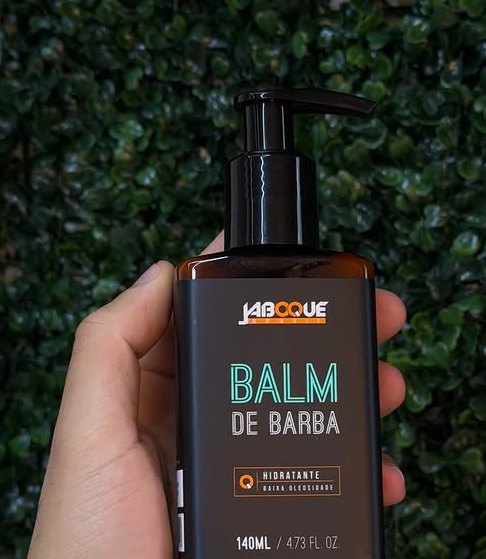 JABOQUE
BALM
DE BARBA
Q HIDRATANTE
BAIXA OLEOSIDADE
140ML / 4.73 FL. OZ